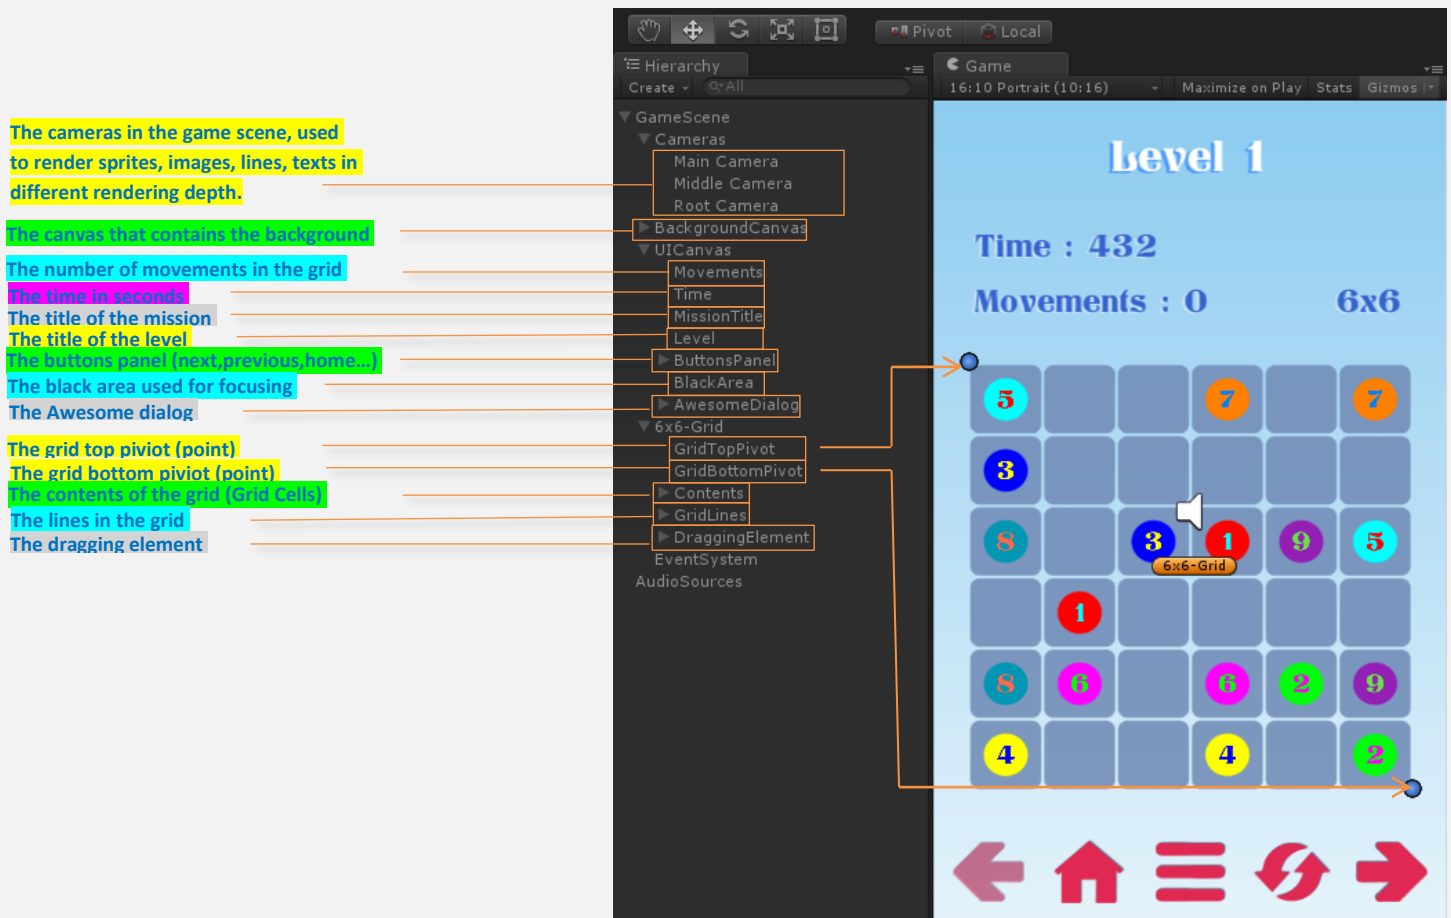 Pivot
Local
Hierarchy
Create
All
Game
16:10 Portrait (10:16)
Maximize on Play
Stats
Gizmos
The cameras in the game scene, used
to render sprites, images, lines, texts in
different rendering depth.
The canvas that contains the background
The number of movements in the grid
The time in seconds
The title of the mission
The title of the level
The buttons panel (next,previous,home...)
The black area used for focusing
The Awesome dialog
The grid top piviot (point)
The grid bottom piviot (point)
The contents of the grid (Grid Cells)
The lines in the grid
The dragging element
GameScene
Cameras
Main Camera
Middle Camera
Root Camera
BackgroundCanvas
UICanvas
Movements
Time
MissionTitle
Level
ButtonsPanel
BlackArea
AwesomeDialog
6x6-Grid
GridTopPivot
GridBottomPivot
Contents
GridLines
DraggingElement
EventSystem
AudioSources
Level 1
Time : 432
Movements : 0 6x6
5 7 7
3
8 3 1 9 5
6x6-Grid
1
8 6 6 2 9
4 4 2